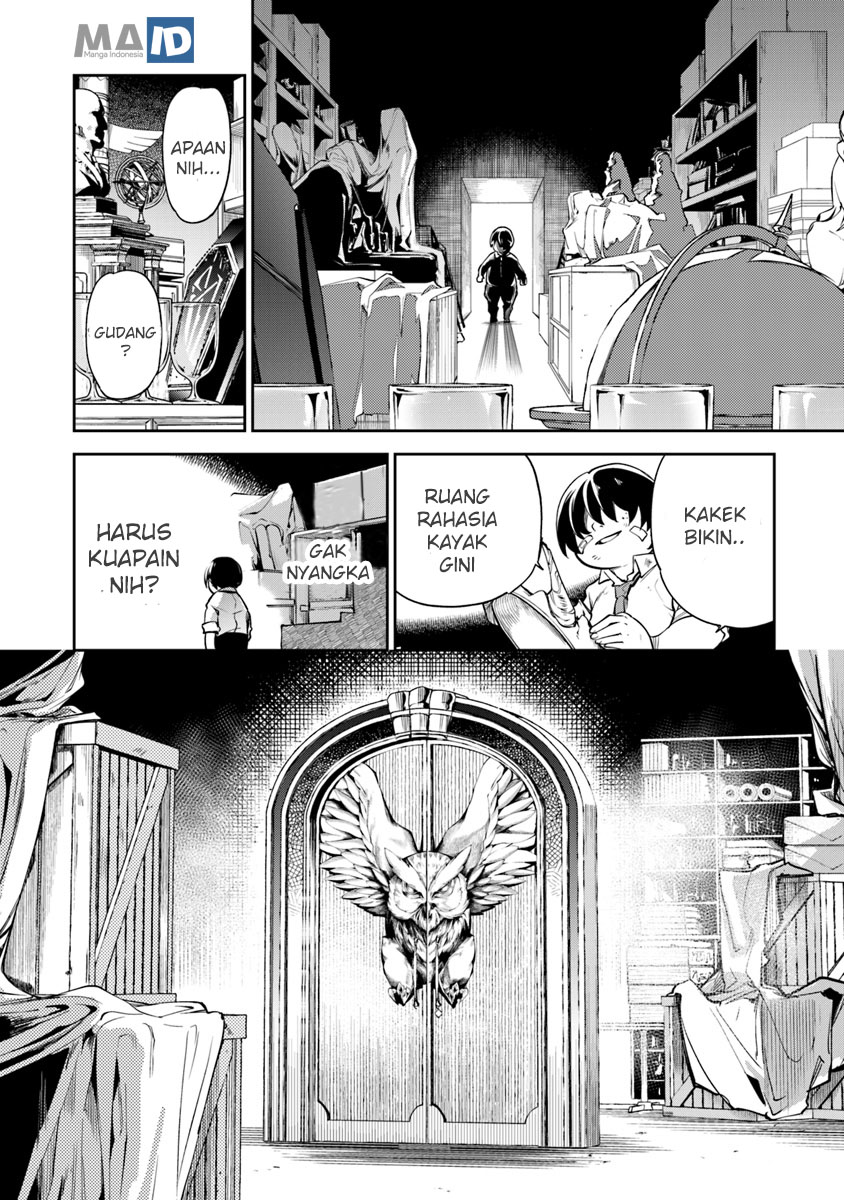 MAID
Manga Indonesia
APAAN
NIH...
GUDANG
?
KAKEK
BIKIN..
RUANG
RAHASIA
KAYAK
GINI
GAK
NYANGKA
HARUS
KUAPAIN
NIH?